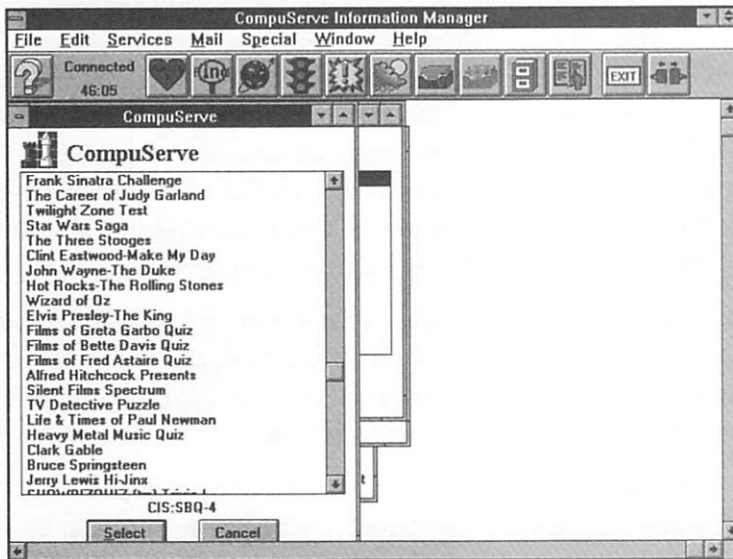 CompuServe Information Manager
File Edit Services Mail Special Window Help
Connected
46:05
EXIT
CompuServe
CompuServe
Frank Sinatra Challenge
The Career of Judy Garland
Twilight Zone Test
Star Wars Saga
The Three Stooges
Clint Eastwood-Make My Day
John Wayne-The Duke
Hot Rocks-The Rolling Stones
Wizard of Oz
Elvis Presley-The King
Films of Greta Garbo Quiz
Films of Bette Davis Quiz
Films of Fred Astaire Quiz
Alfred Hitchcock Presents
Silent Films Spectrum
TV Detective Puzzle
Life & Times of Paul Newman
Heavy Metal Music Quiz
Clark Gable
Bruce Springsteen
Jerry Lewis Hi-Jinx
t
CIS:SBQ-4
Select Cancel